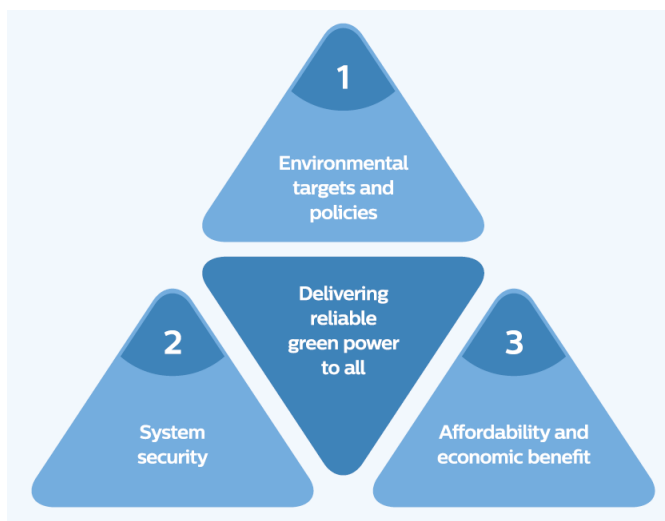 1
Environmental
targets and
policies
Delivering
reliable
green power
to all
2
System
security
3
Affordability and
economic benefit